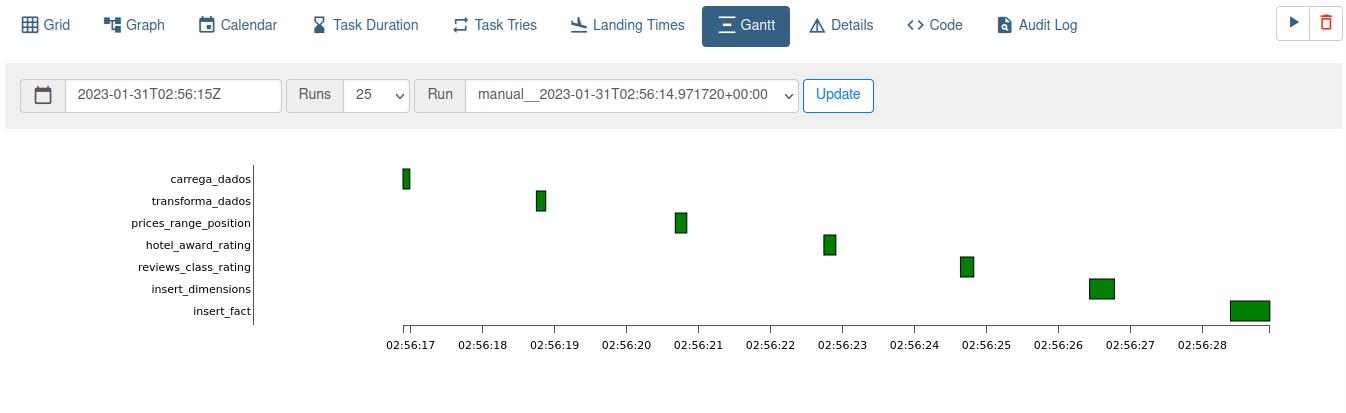 Grid Graph Calendar Task Duration Task Tries Landing Times Gantt Details Code Audit Log
2023-01-31T02:56:15Z Runs 25 Run manual__2023-01-31T02:56:14.971720+00:00 Update
carrega_dados
transforma_dados
prices_range_position
hotel_award_rating
reviews_class_rating
insert_dimensions
insert_fact
02:56:17 02:56:18 02:56:19 02:56:20 02:56:21 02:56:22 02:56:23 02:56:24 02:56:25 02:56:26 02:56:27 02:56:28